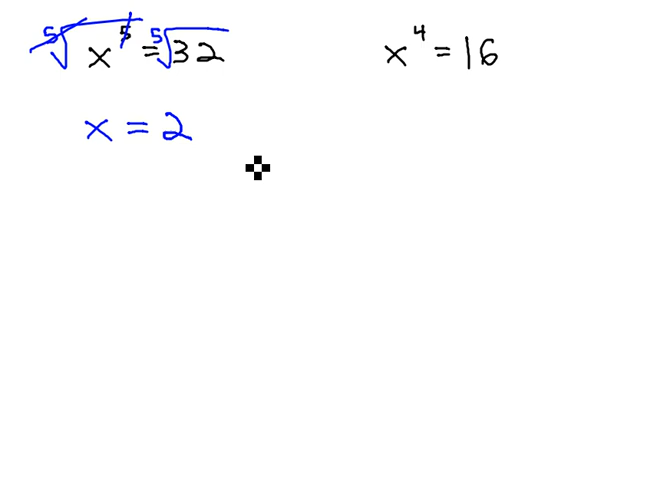 ⁵√x⁵ = ⁵√32
x = 2
x⁴ = 16